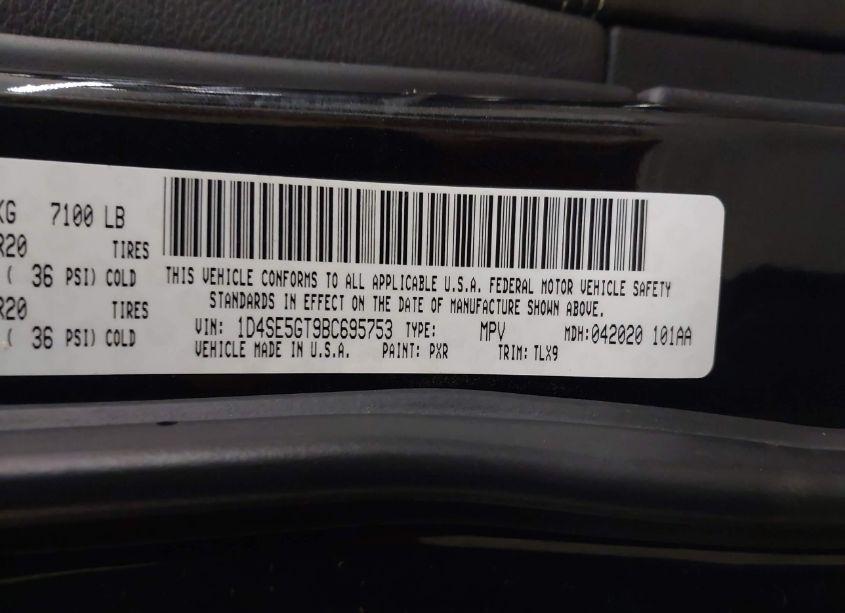 KG 7100 LB
R20 TIRES
( 36 PSI) COLD
R20 TIRES
( 36 PSI) COLD
THIS VEHICLE CONFORMS TO ALL APPLICABLE U.S.A. FEDERAL MOTOR VEHICLE SAFETY
STANDARDS IN EFFECT ON THE DATE OF MANUFACTURE SHOWN ABOVE.
VIN: 1D4SE5GT9BC695753 TYPE: MPV MDH:042020 101AA
VEHICLE MADE IN U.S.A. PAINT: PXR TRIM: TLX9